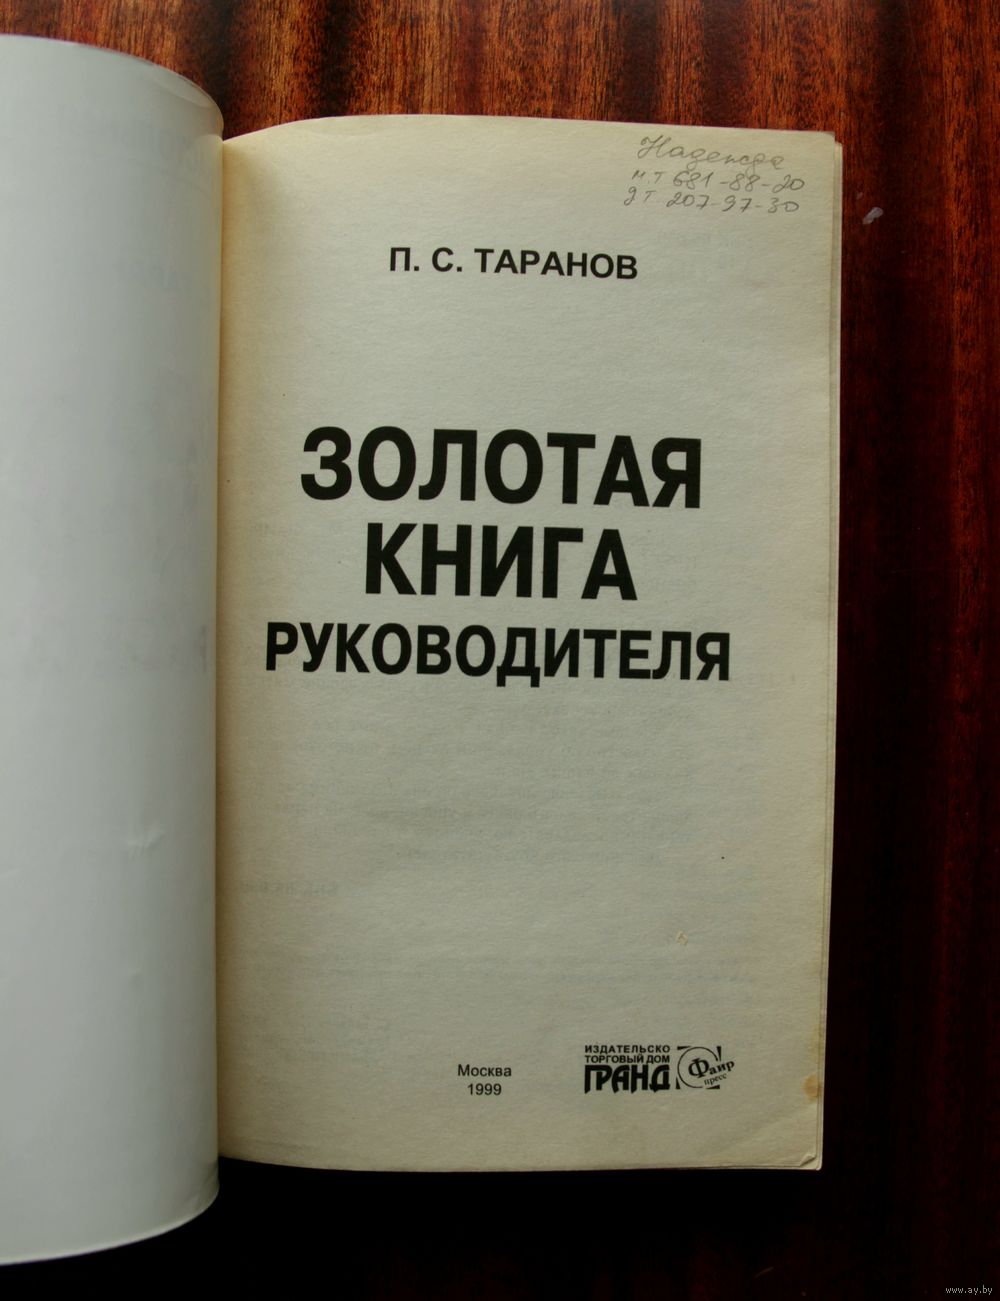 Надежда
м.т 681-88-20
д т. 207-97-30
П. С. ТАРАНОВ
ЗОЛОТАЯ
КНИГА
РУКОВОДИТЕЛЯ
Москва
1999
ИЗДАТЕЛЬСКО
ТОРГОВЫЙ ДОМ
ГРАНД
Фаир
пресс
www.ay.by